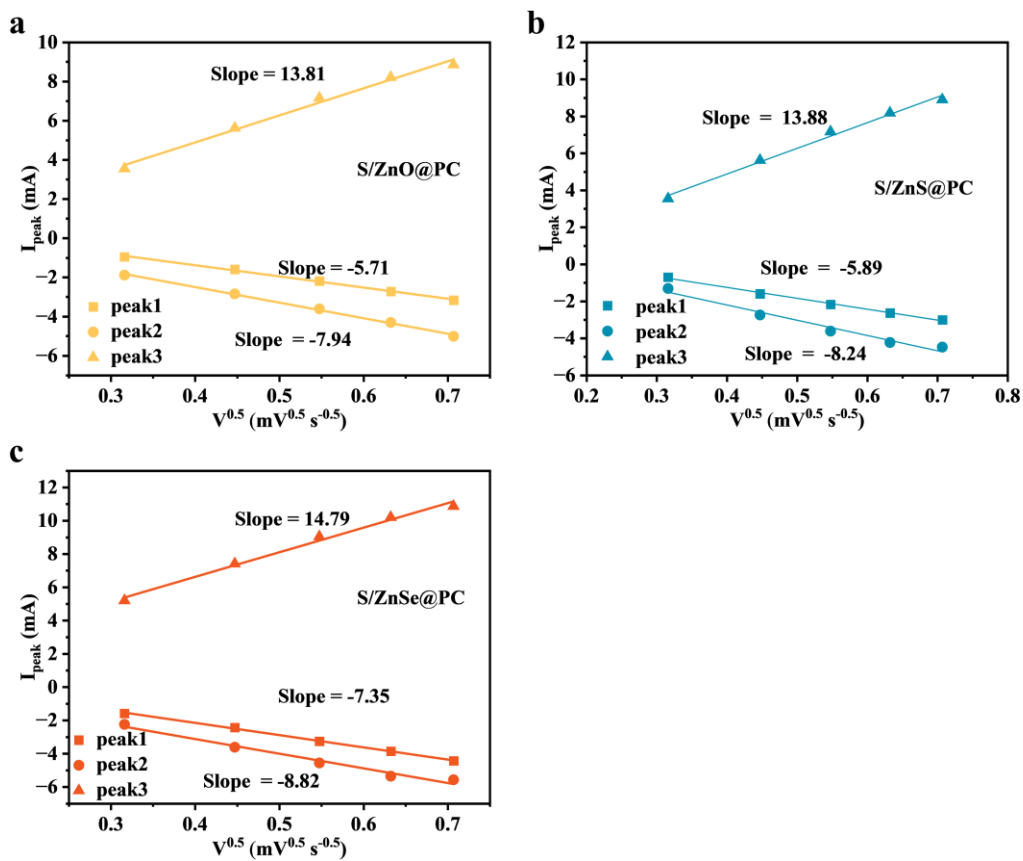 a
10
8
6
4
2
0
−2
−4
−6
I_peak (mA)
Slope = 13.81
S/ZnO@PC
Slope = -5.71
Slope = -7.94
peak1
peak2
peak3
0.3 0.4 0.5 0.6 0.7
V^0.5 (mV^0.5 s^-0.5)
b
12
10
8
6
4
2
0
−2
−4
−6
I_peak (mA)
Slope = 13.88
S/ZnS@PC
Slope = -5.89
Slope = -8.24
peak1
peak2
peak3
0.2 0.3 0.4 0.5 0.6 0.7 0.8
V^0.5 (mV^0.5 s^-0.5)
c
12
10
8
6
4
2
0
−2
−4
−6
I_peak (mA)
Slope = 14.79
S/ZnSe@PC
Slope = -7.35
Slope = -8.82
peak1
peak2
peak3
0.3 0.4 0.5 0.6 0.7
V^0.5 (mV^0.5 s^-0.5)